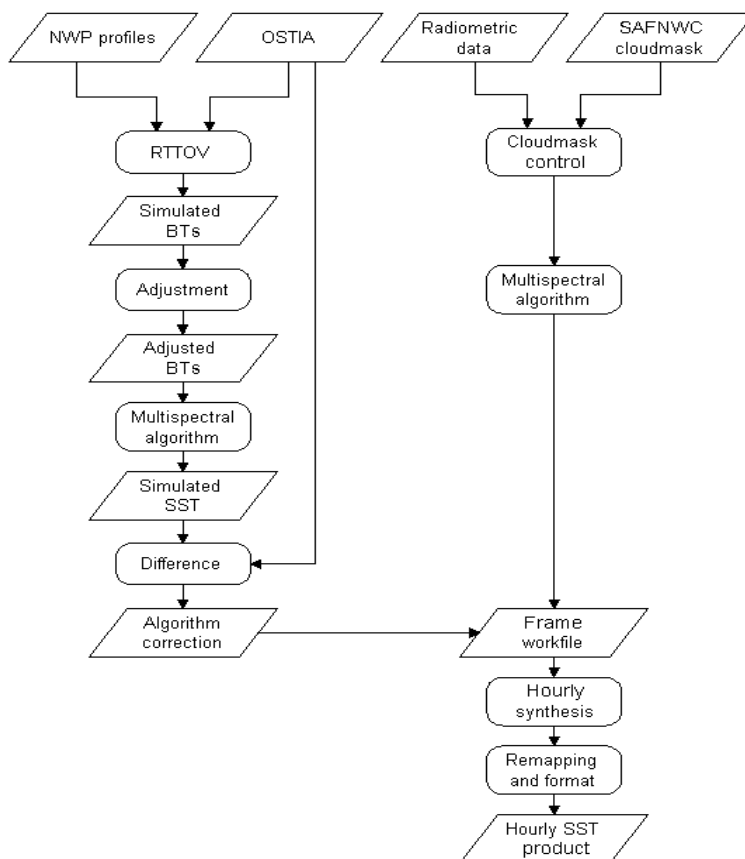 NWP profiles
OSTIA
Radiometric
data
SAFNWC
cloudmask
RTTOV
Cloudmask
control
Simulated
BTs
Adjustment
Multispectral
algorithm
Adjusted
BTs
Multispectral
algorithm
Simulated
SST
Difference
Algorithm
correction
Frame
workfile
Hourly
synthesis
Remapping
and format
Hourly SST
product